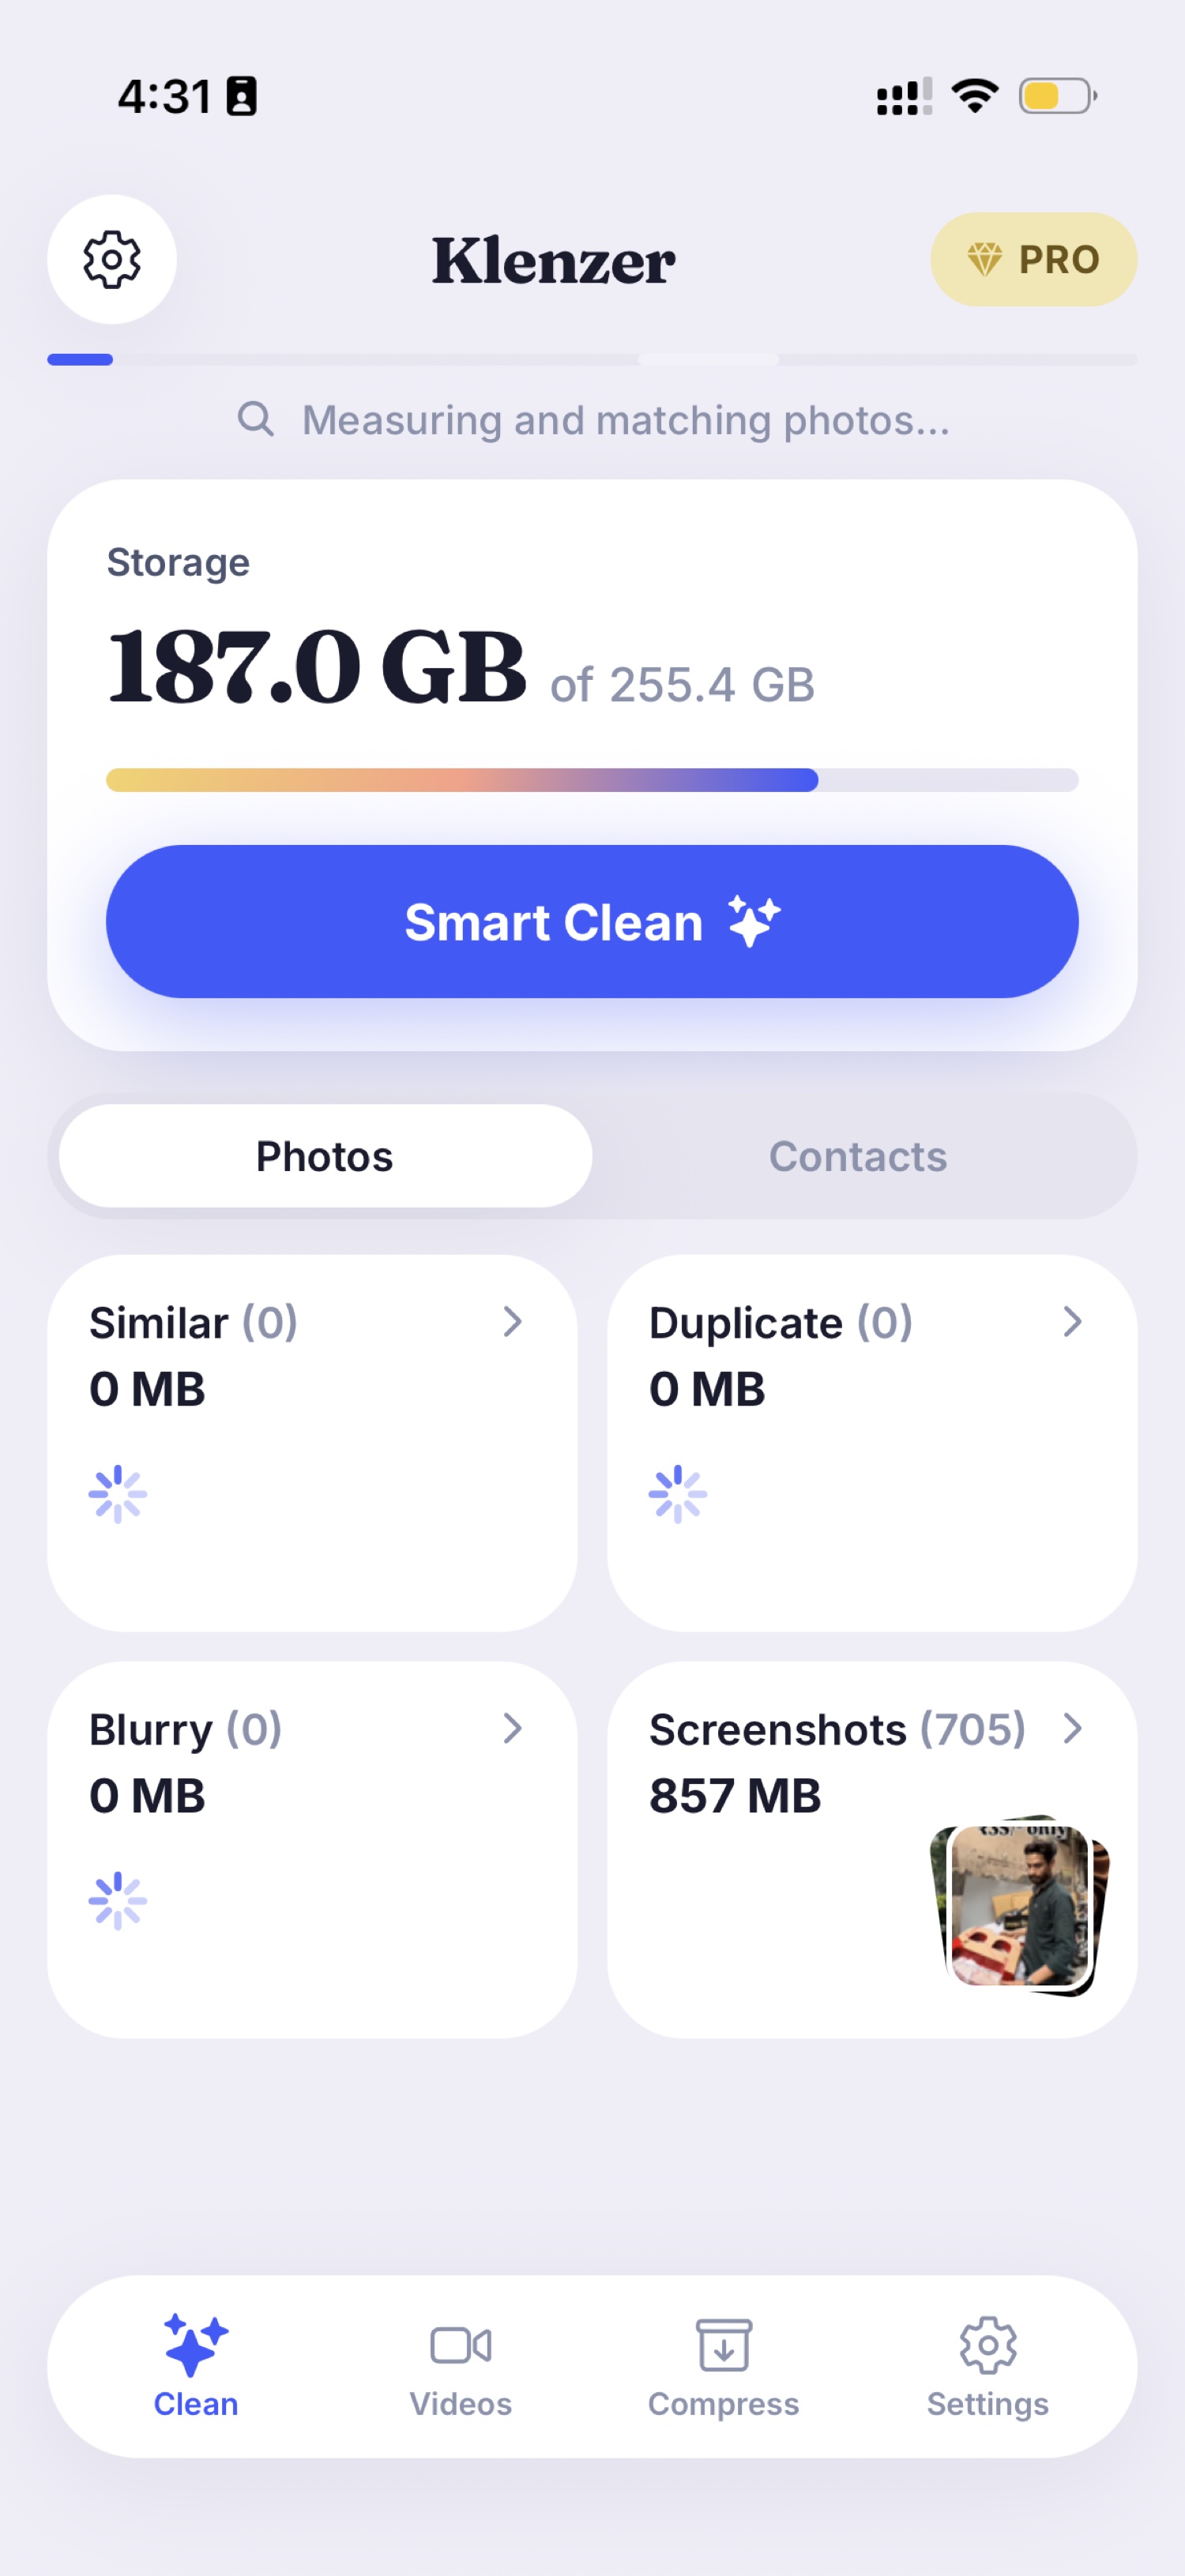 4:31
Klenzer
PRO
Measuring and matching photos...
Storage
187.0 GB of 255.4 GB
Smart Clean
Photos
Contacts
Similar (0)
0 MB
Duplicate (0)
0 MB
Blurry (0)
0 MB
Screenshots (705)
857 MB
only
Clean
Videos
Compress
Settings